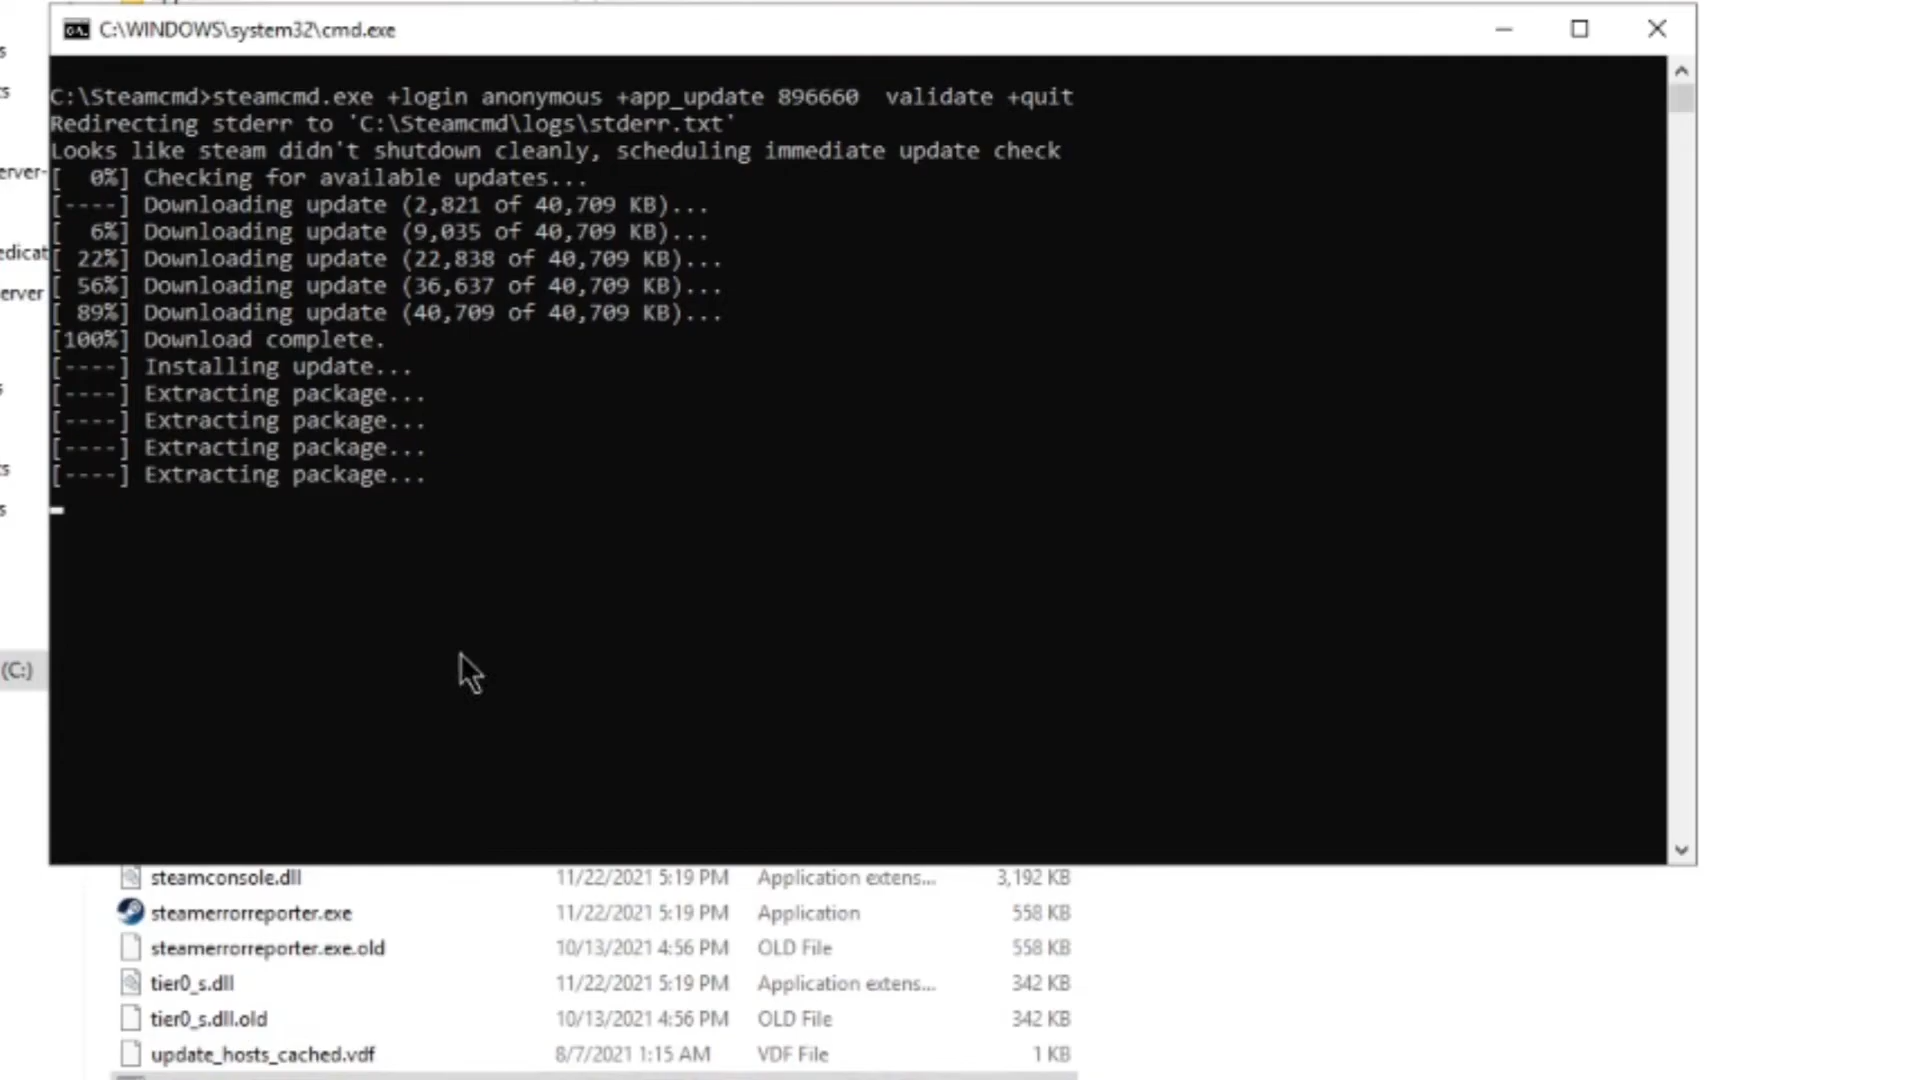 C:\WINDOWS\system32\cmd.exe
C:\Steamcmd>steamcmd.exe +login anonymous +app_update 896660  validate +quit
Redirecting stderr to 'C:\Steamcmd\logs\stderr.txt'
Looks like steam didn't shutdown cleanly, scheduling immediate update check
[  0%] Checking for available updates...
[----] Downloading update (2,821 of 40,709 KB)...
[  6%] Downloading update (9,035 of 40,709 KB)...
[ 22%] Downloading update (22,838 of 40,709 KB)...
[ 56%] Downloading update (36,637 of 40,709 KB)...
[ 89%] Downloading update (40,709 of 40,709 KB)...
[100%] Download complete.
[----] Installing update...
[----] Extracting package...
[----] Extracting package...
[----] Extracting package...
[----] Extracting package...
erver-
edicat
erver
(C:)
steamconsole.dll 11/22/2021 5:19 PM Application extens... 3,192 KB
steamerrorreporter.exe 11/22/2021 5:19 PM Application 558 KB
steamerrorreporter.exe.old 10/13/2021 4:56 PM OLD File 558 KB
tier0_s.dll 11/22/2021 5:19 PM Application extens... 342 KB
tier0_s.dll.old 10/13/2021 4:56 PM OLD File 342 KB
update_hosts_cached.vdf 8/7/2021 1:15 AM VDF File 1 KB